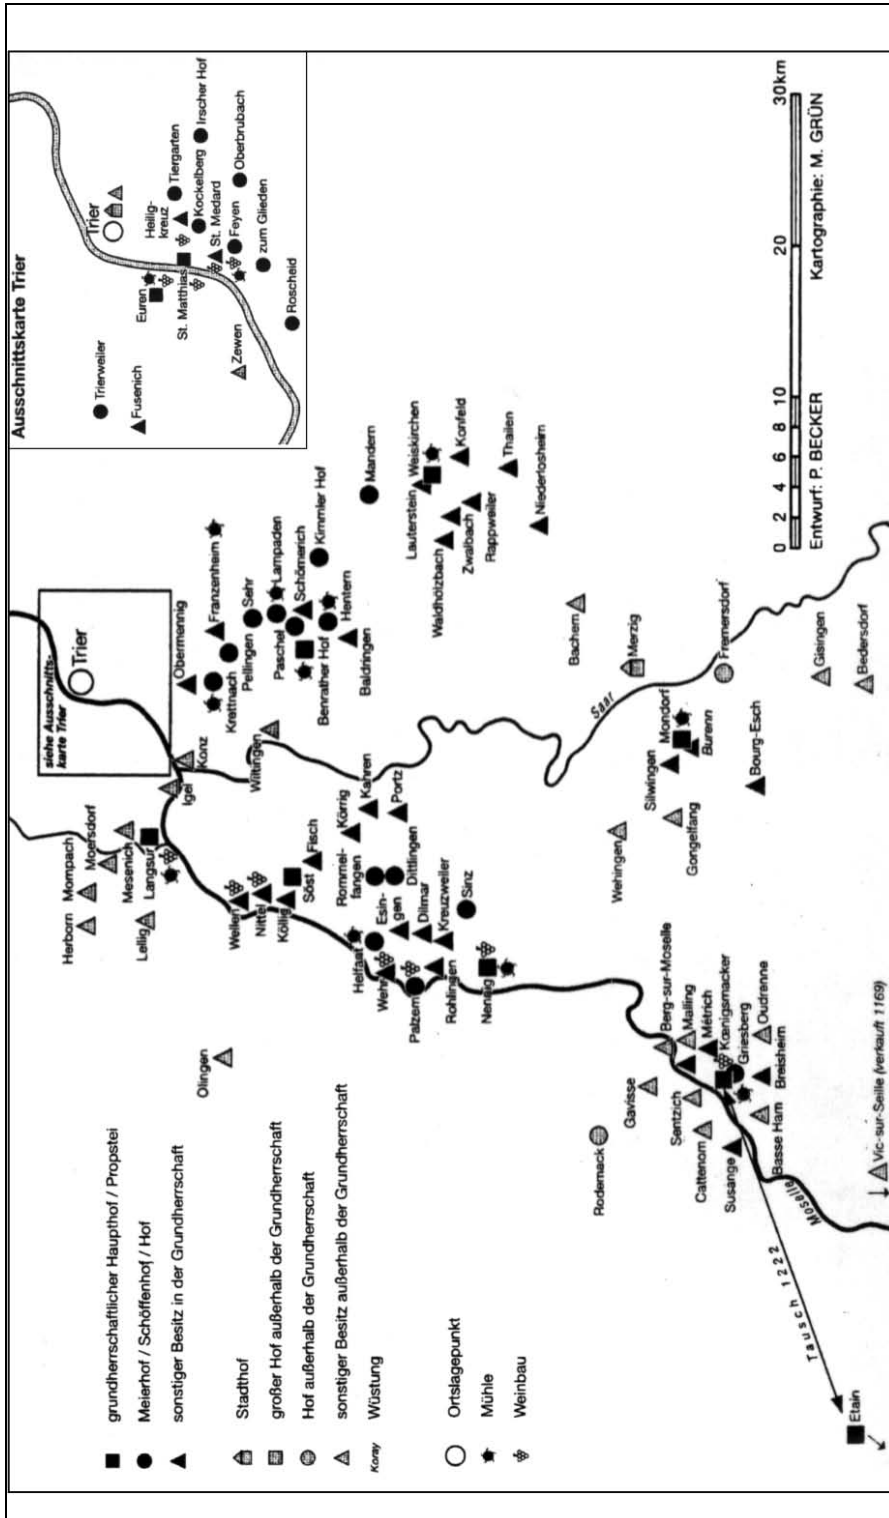 Ausschnittskarte Trier
Trierweiler
Fusenich
Euren
St. Matthias
Trier
Heilig-
kreuz
Tiergarten
Kockelberg
Irscher Hof
St. Medard
Feyen
Oberbrubach
zum Glieden
Zewen
Roscheid
siehe Ausschnitts-
karte Trier
Trier
Herborn
Mompach
Moersdorf
Mesenich
Langsur
Lellig
Igel
Konz
Obermennig
Franzenheim
Krettnach
Pellingen
Sehr
Paschel
Lampaden
Schömerich
Benrather Hof
Kimmler Hof
Hentern
Baldringen
Mandern
Wiltingen
Olingen
Wellen
Nittel
Köllig
Söst
Fisch
Rommel-
fangen
Körrig
Kahren
Portz
Dittlingen
Esin-
gen
Helfant
Wehr
Dilmar
Kreuzweiler
Palzem
Rohlingen
Sinz
Nennig
Lauterstein
Weiskirchen
Konfeld
Waldhölzbach
Zwalbach
Rappweiler
Thailen
Niederlosheim
Bachem
Merzig
Saar
Fremersdorf
Mondorf
Silwingen
Burenn
Wehingen
Gongelfang
Bourg-Esch
Gisingen
Bedersdorf
Rodemack
Gavisse
Berg-sur-Moselle
Malling
Sentzich
Métrich
Kœnigsmacker
Cattenom
Griesberg
Oudrenne
Susange
Breisheim
Basse Ham
Moselle
Vic-sur-Seille (verkauft 1169)
Tausch 1222
Etain
grundherrschaftlicher Haupthof / Propstei
Meierhof / Schöffenhof / Hof
sonstiger Besitz in der Grundherrschaft
Stadthof
großer Hof außerhalb der Grundherrschaft
Hof außerhalb der Grundherrschaft
sonstiger Besitz außerhalb der Grundherrschaft
Koray Wüstung
Ortslagepunkt
Mühle
Weinbau
0 2 4 6 8 10 20 30km
Entwurf: P. BECKER Kartographie: M. GRÜN